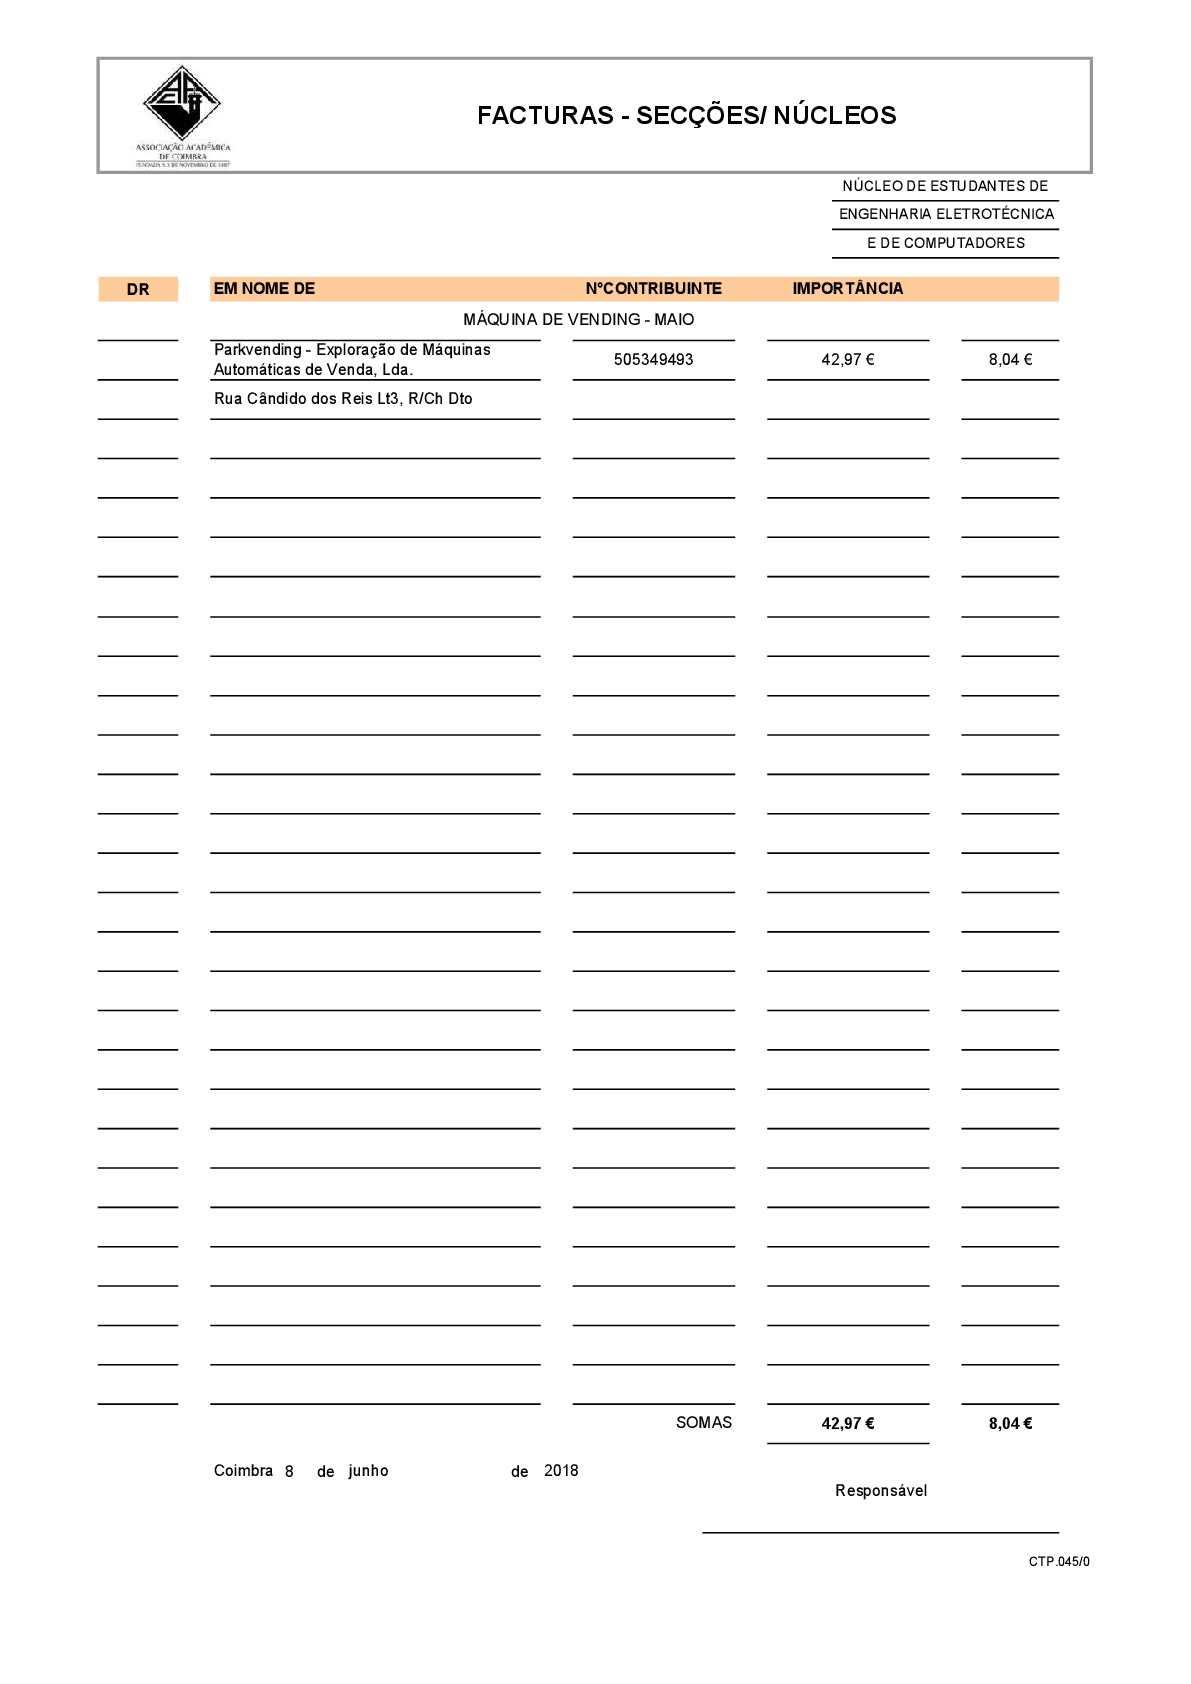 ASSOCIAÇÃO ACADÉMICA
DE COIMBRA
FUNDADA A 3 DE NOVEMBRO DE 1887
FACTURAS - SECÇÕES/ NÚCLEOS
NÚCLEO DE ESTUDANTES DE
ENGENHARIA ELETROTÉCNICA
E DE COMPUTADORES
DR EM NOME DE NºCONTRIBUINTE IMPORTÂNCIA
MÁQUINA DE VENDING - MAIO
Parkvending - Exploração de Máquinas
Automáticas de Venda, Lda. 505349493 42,97 € 8,04 €
Rua Cândido dos Reis Lt3, R/Ch Dto
SOMAS 42,97 € 8,04 €
Coimbra 8 de junho de 2018
Responsável
CTP.045/0